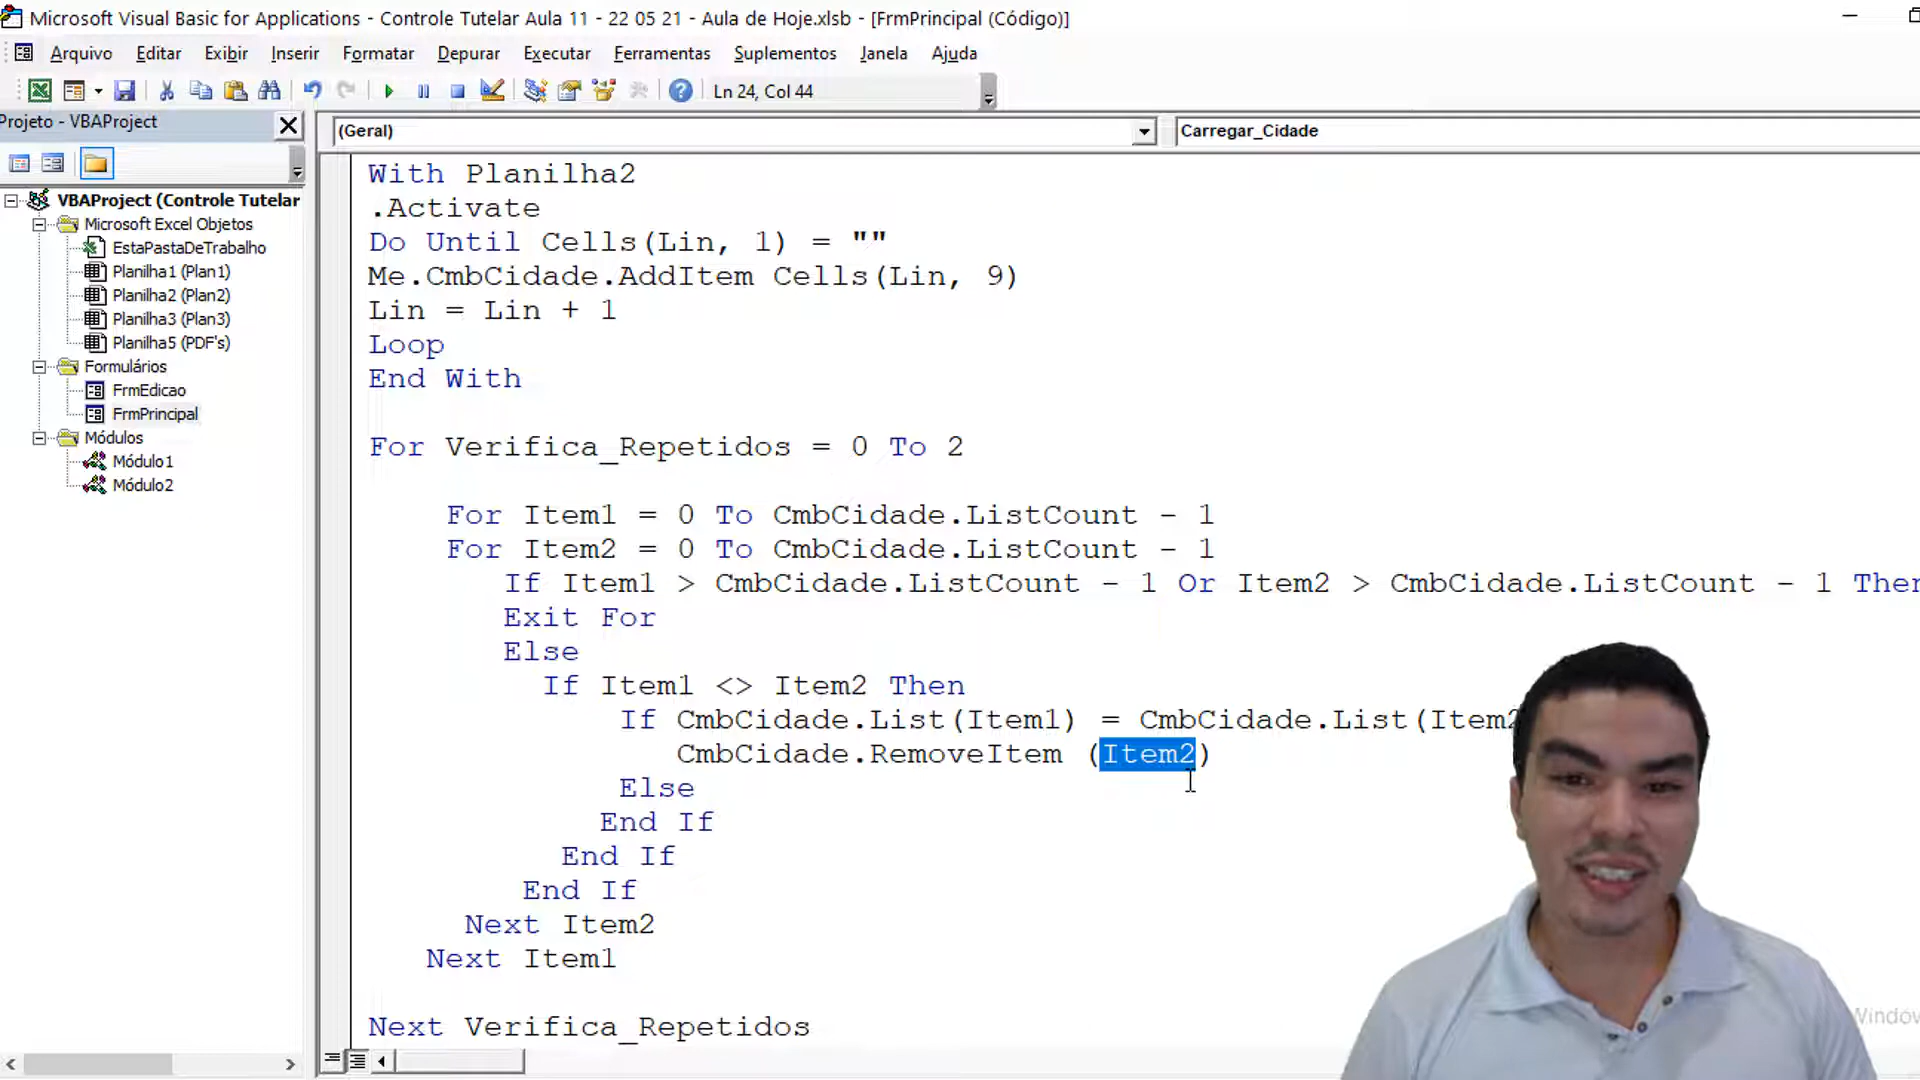 Microsoft Visual Basic for Applications - Controle Tutelar Aula 11 - 22 05 21 - Aula de Hoje.xlsb - [FrmPrincipal (Código)]
Arquivo Editar Exibir Inserir Formatar Depurar Executar Ferramentas Suplementos Janela Ajuda
Ln 24, Col 44
Projeto - VBAProject
(Geral)
Carregar_Cidade
VBAProject (Controle Tutelar
Microsoft Excel Objetos
EstaPastaDeTrabalho
Planilha1 (Plan1)
Planilha2 (Plan2)
Planilha3 (Plan3)
Planilha5 (PDF's)
Formulários
FrmEdicao
FrmPrincipal
Módulos
Módulo1
Módulo2
With Planilha2
.Activate
Do Until Cells(Lin, 1) = ""
Me.CmbCidade.AddItem Cells(Lin, 9)
Lin = Lin + 1
Loop
End With
For Verifica_Repetidos = 0 To 2
For Item1 = 0 To CmbCidade.ListCount - 1
For Item2 = 0 To CmbCidade.ListCount - 1
If Item1 > CmbCidade.ListCount - 1 Or Item2 > CmbCidade.ListCount - 1 Then
Exit For
Else
If Item1 <> Item2 Then
If CmbCidade.List(Item1) = CmbCidade.List(Item2
CmbCidade.RemoveItem (Item2)
Else
End If
End If
End If
Next Item2
Next Item1
Next Verifica_Repetidos
Window